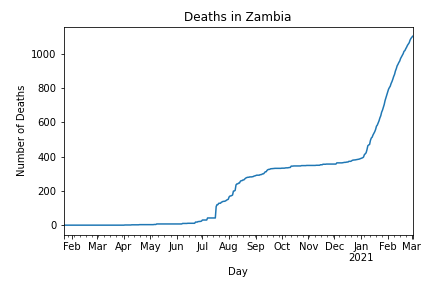 Deaths in Zambia
1000
800
600
400
200
0
Number of Deaths
Feb Mar Apr May Jun Jul Aug Sep Oct Nov Dec Jan Feb Mar
2021
Day